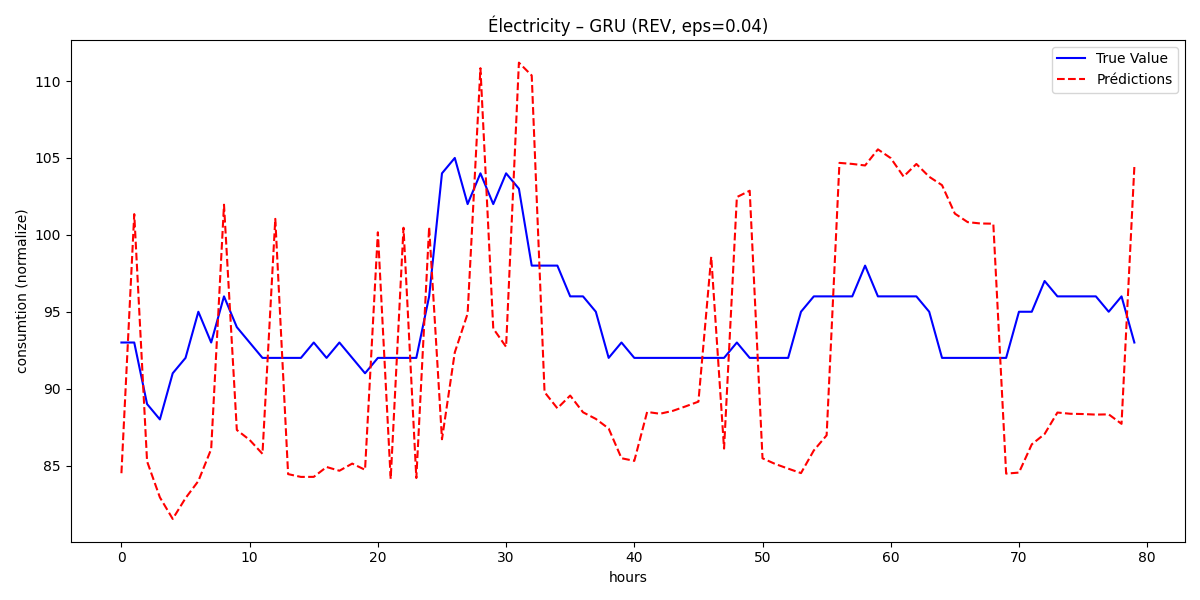 Électricity – GRU (REV, eps=0.04)
True Value
Prédictions
consumtion (normalize)
110
105
100
95
90
85
0 10 20 30 40 50 60 70 80
hours